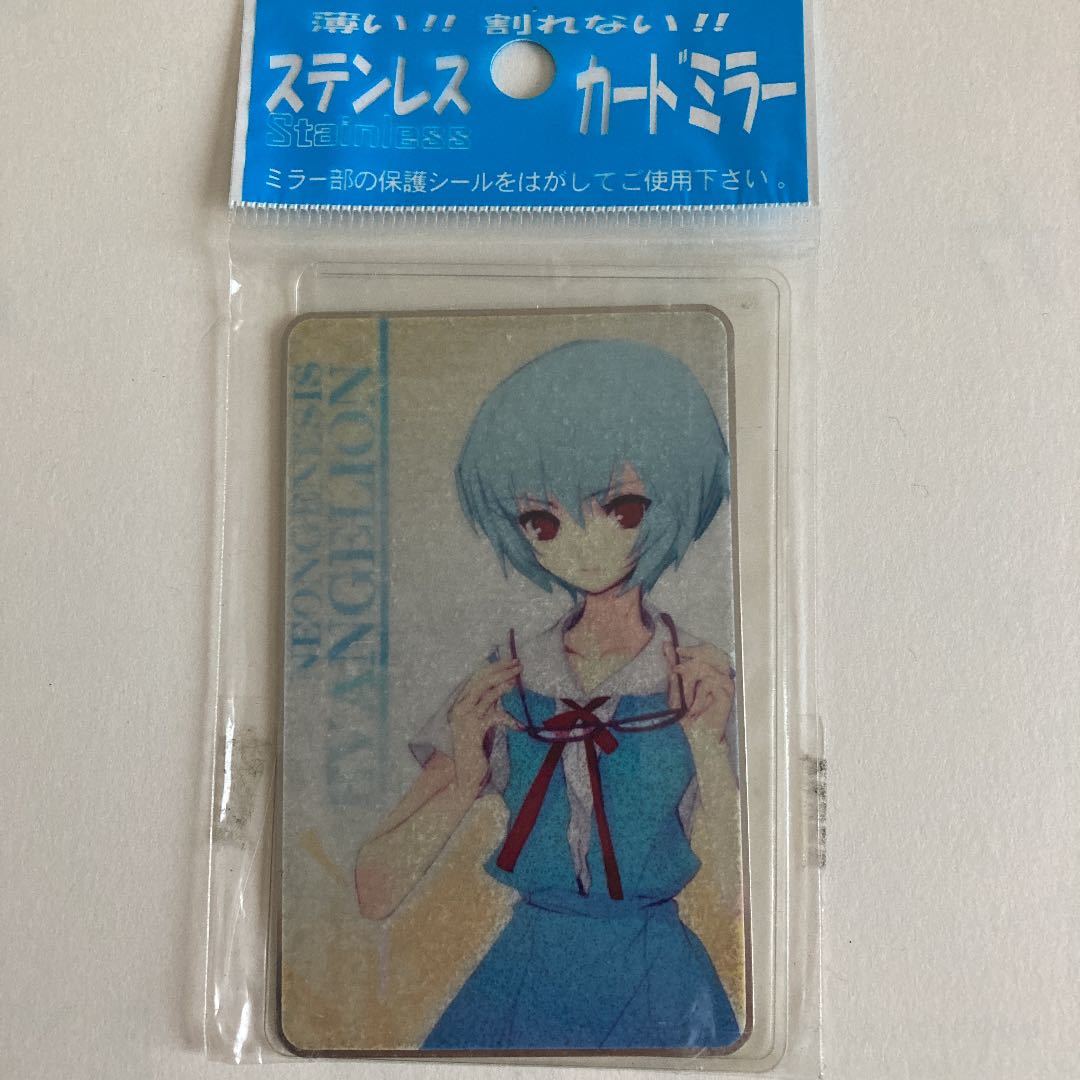 薄い!! 割れない!!
ステンレス カードミラー
Stainless
ミラー部の保護シールをはがしてご使用下さい。
NEON GENESIS
EVANGELION